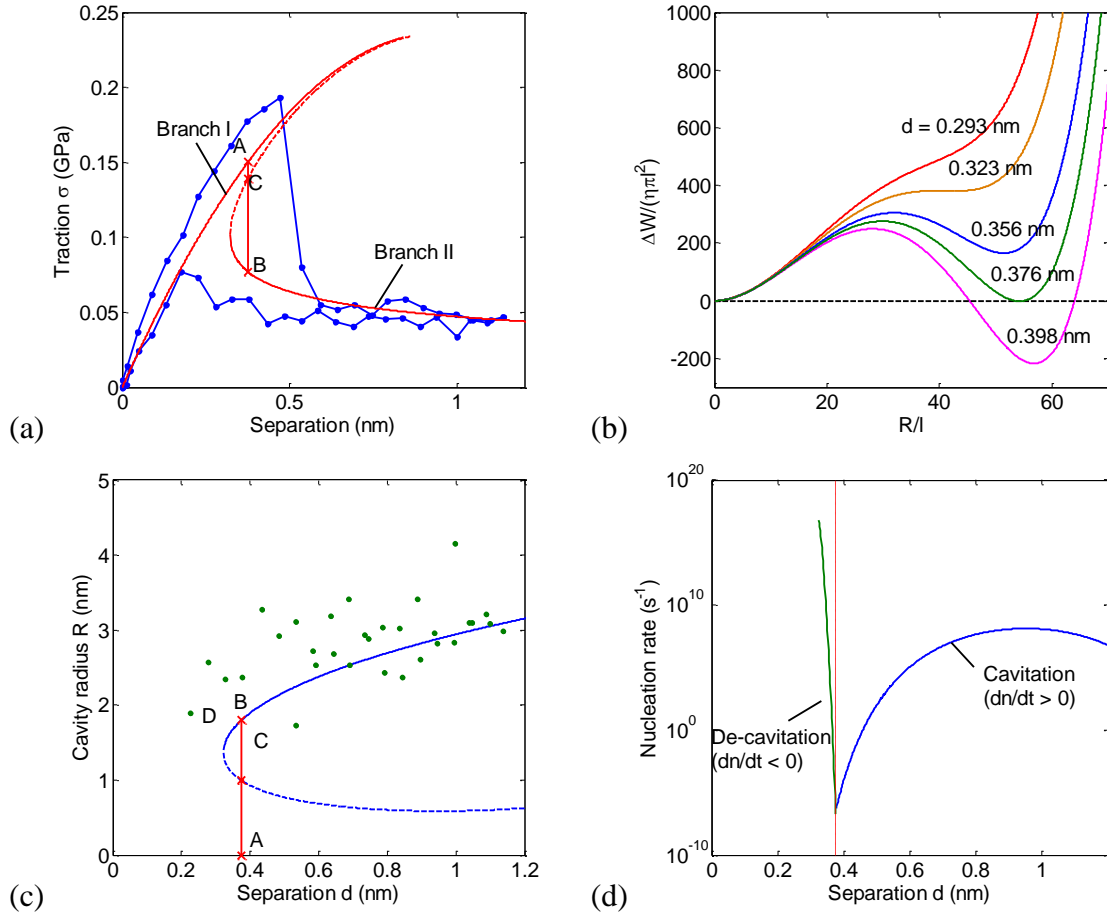 0.25
0.2
0.15
0.1
0.05
0
0 0.5 1
Traction σ (GPa)
Separation (nm)
Branch I
A
C
B
Branch II
(a)
1000
800
600
400
200
0
-200
0 20 40 60
ΔW/(ηπl²)
R/l
d = 0.293 nm
0.323 nm
0.356 nm
0.376 nm
0.398 nm
(b)
5
4
3
2
1
0
0 0.2 0.4 0.6 0.8 1 1.2
Cavity radius R (nm)
Separation d (nm)
D
B
C
A
(c)
10²⁰
10¹⁰
10⁰
10⁻¹⁰
0 0.4 0.8 1.2
Nucleation rate (s⁻¹)
Separation d (nm)
Cavitation
(dn/dt > 0)
De-cavitation
(dn/dt < 0)
(d)